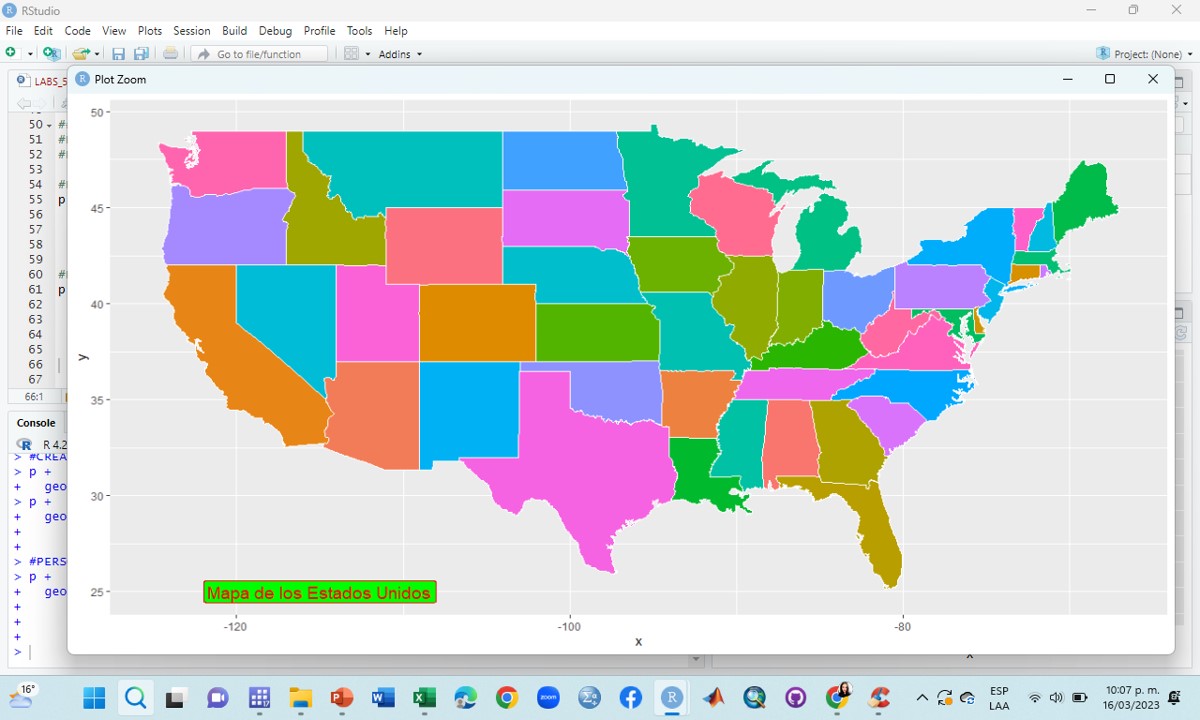 RStudio
File Edit Code View Plots Session Build Debug Profile Tools Help
Go to file/function Addins Project: (None)
LABS_5
Plot Zoom
50 #
51 #
52 #
53
54 #
55 p
56
57
58
59
60 #
61 p
62
63
64
65
66
67
66:1
Console
R 4.2
> #CREA
> p +
+ geo
> p +
+ geo
+
+
> #PERS
> p +
+ geo
+
+
+
>
50
45
40
35
30
25
y
Mapa de los Estados Unidos
-120 -100 -80
x
16°
zoom
ESP
LAA
10:07 p. m.
16/03/2023